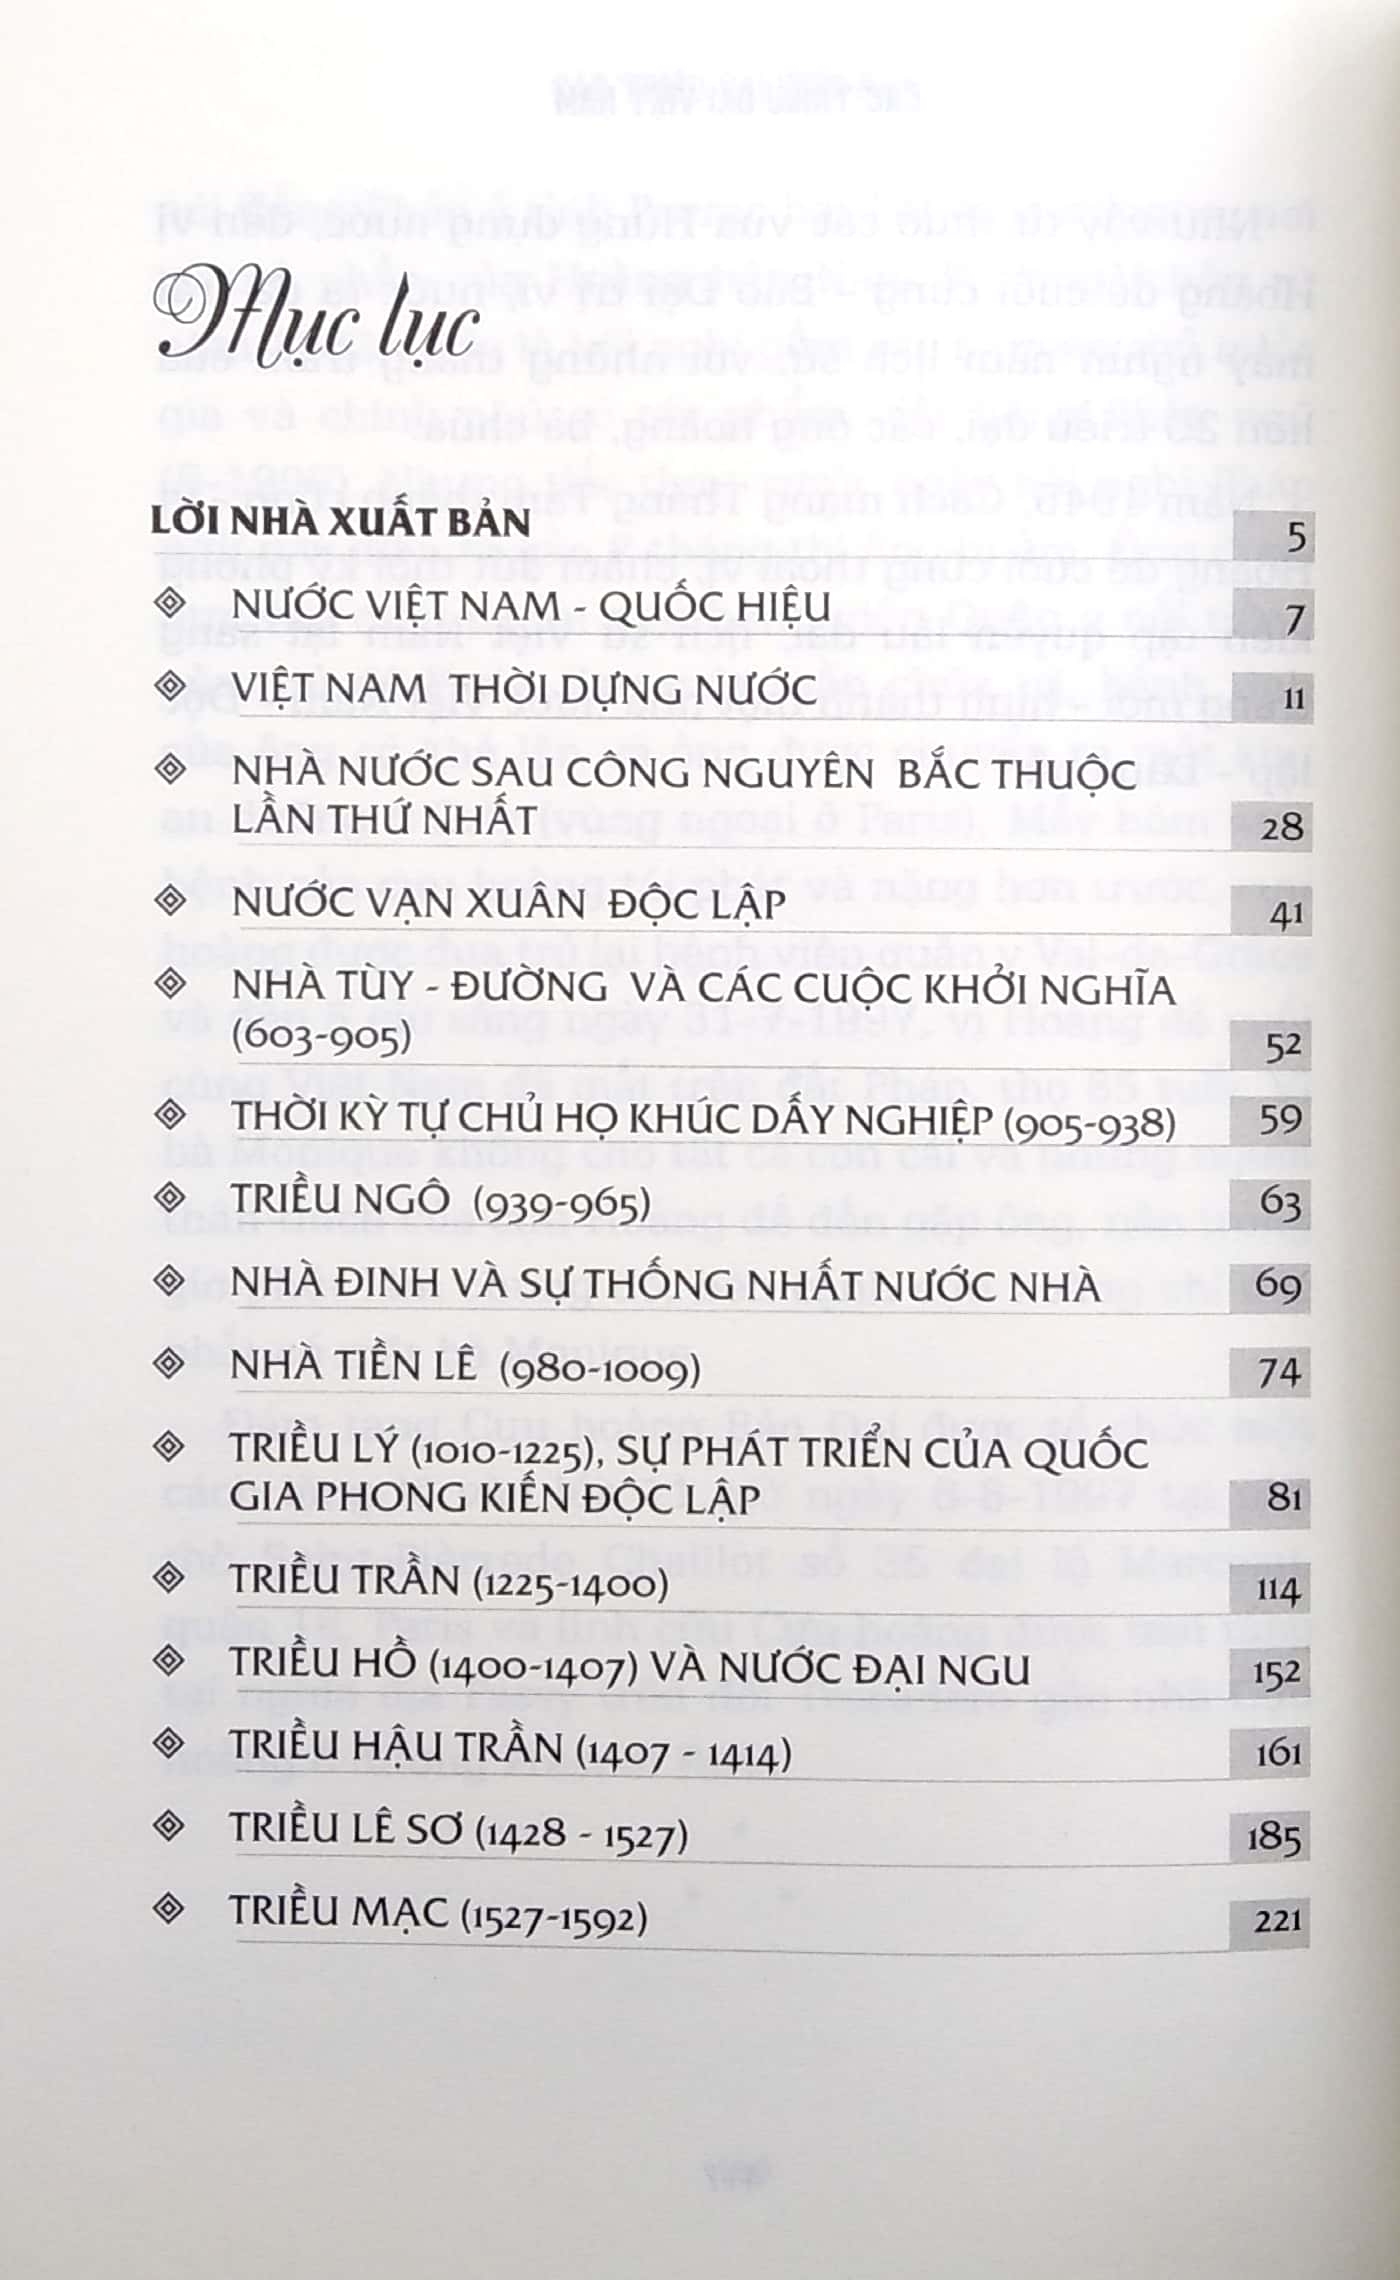 Mục lục
LỜI NHÀ XUẤT BẢN 5
NƯỚC VIỆT NAM - QUỐC HIỆU 7
VIỆT NAM THỜI DỰNG NƯỚC 11
NHÀ NƯỚC SAU CÔNG NGUYÊN BẮC THUỘC
LẦN THỨ NHẤT 28
NƯỚC VẠN XUÂN ĐỘC LẬP 41
NHÀ TÙY - ĐƯỜNG VÀ CÁC CUỘC KHỞI NGHĨA
(603-905) 52
THỜI KỲ TỰ CHỦ HỌ KHÚC DẤY NGHIỆP (905-938) 59
TRIỀU NGÔ (939-965) 63
NHÀ ĐINH VÀ SỰ THỐNG NHẤT NƯỚC NHÀ 69
NHÀ TIỀN LÊ (980-1009) 74
TRIỀU LÝ (1010-1225), SỰ PHÁT TRIỂN CỦA QUỐC
GIA PHONG KIẾN ĐỘC LẬP 81
TRIỀU TRẦN (1225-1400) 114
TRIỀU HỒ (1400-1407) VÀ NƯỚC ĐẠI NGU 152
TRIỀU HẬU TRẦN (1407 - 1414) 161
TRIỀU LÊ SƠ (1428 - 1527) 185
TRIỀU MẠC (1527-1592) 221